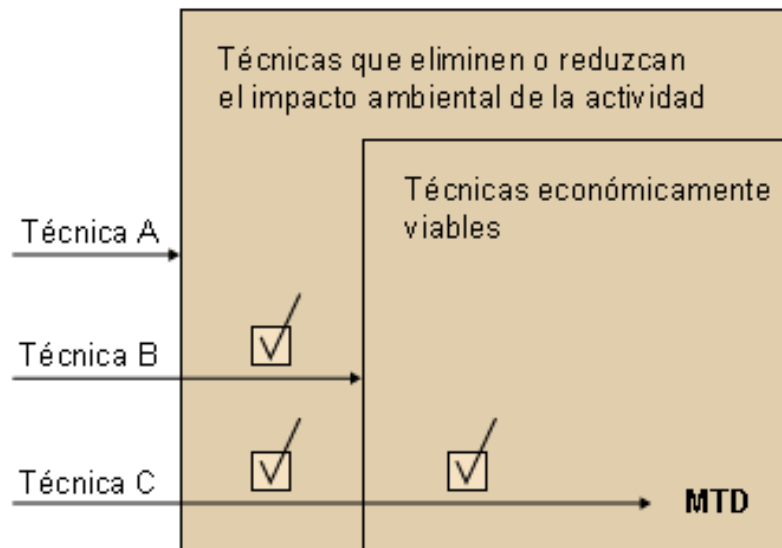 Técnicas que eliminen o reduzcan
el impacto ambiental de la actividad
Técnicas económicamente
viables
Técnica A
Técnica B
Técnica C
MTD